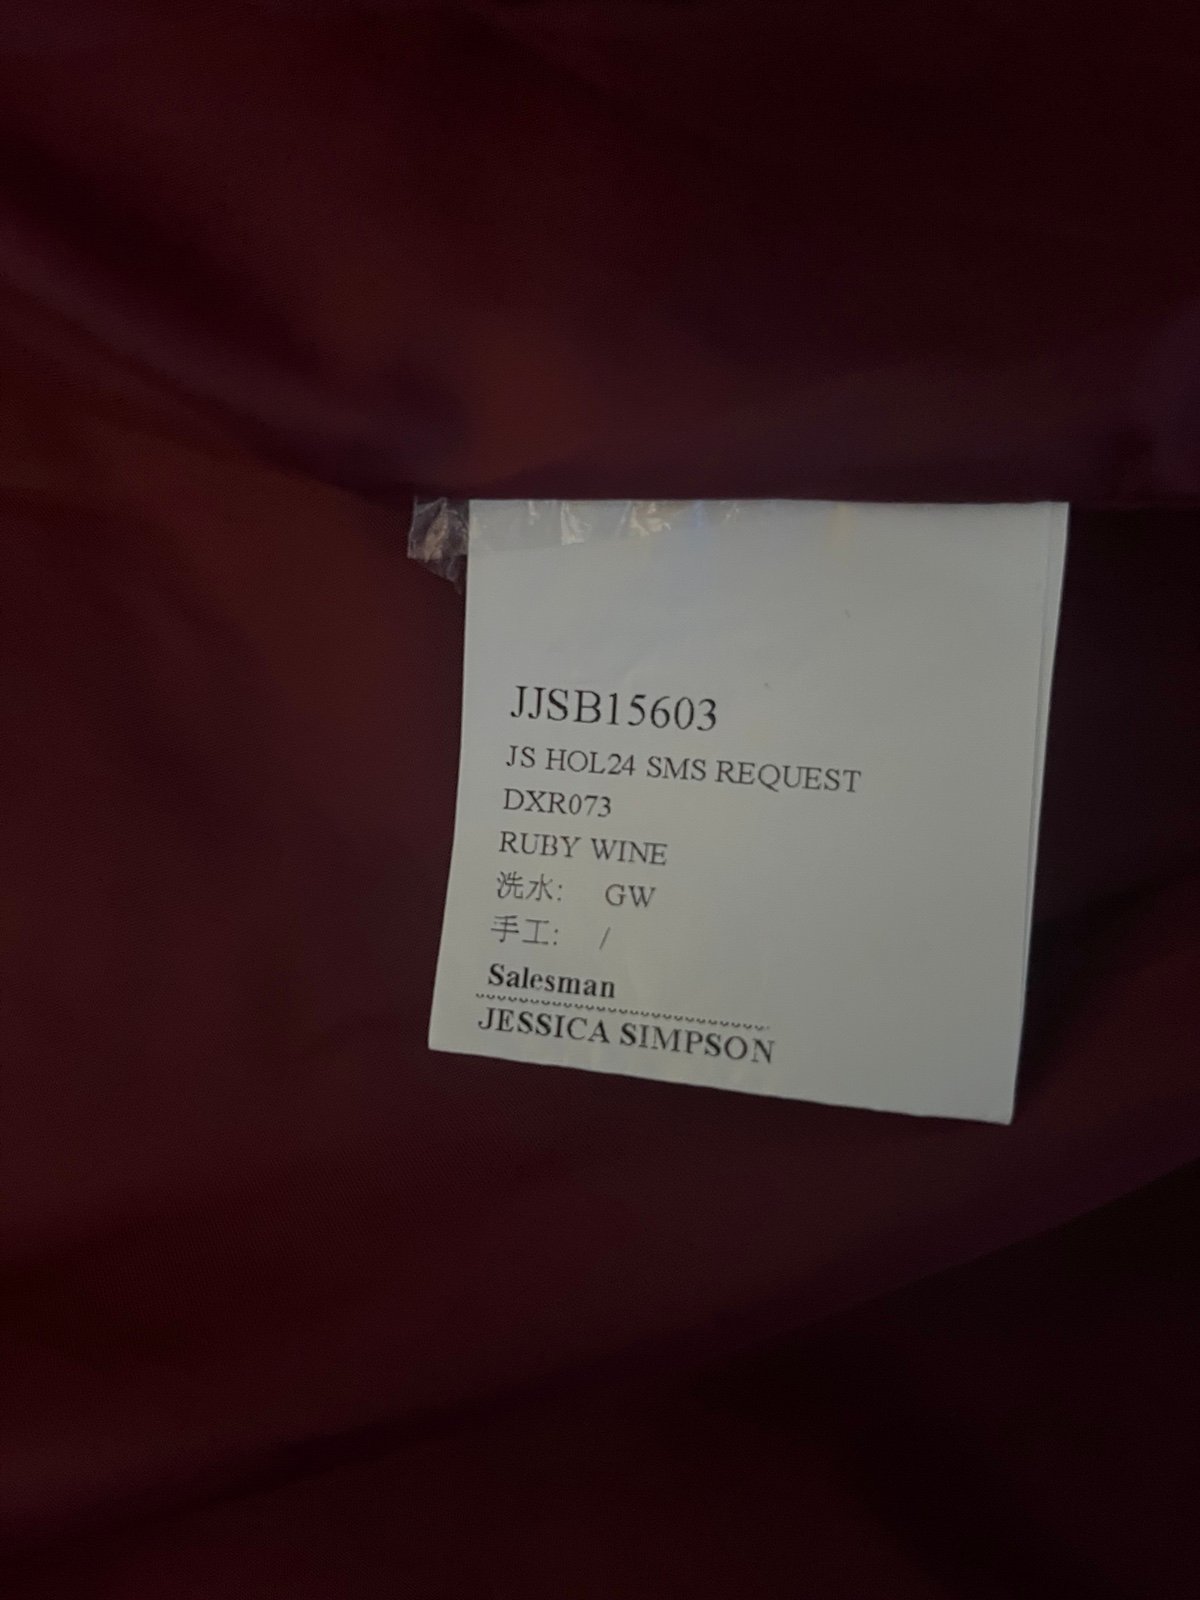 JJSB15603
JS HOL24 SMS REQUEST
DXR073
RUBY WINE
洗水: GW
手工: /
Salesman
JESSICA SIMPSON